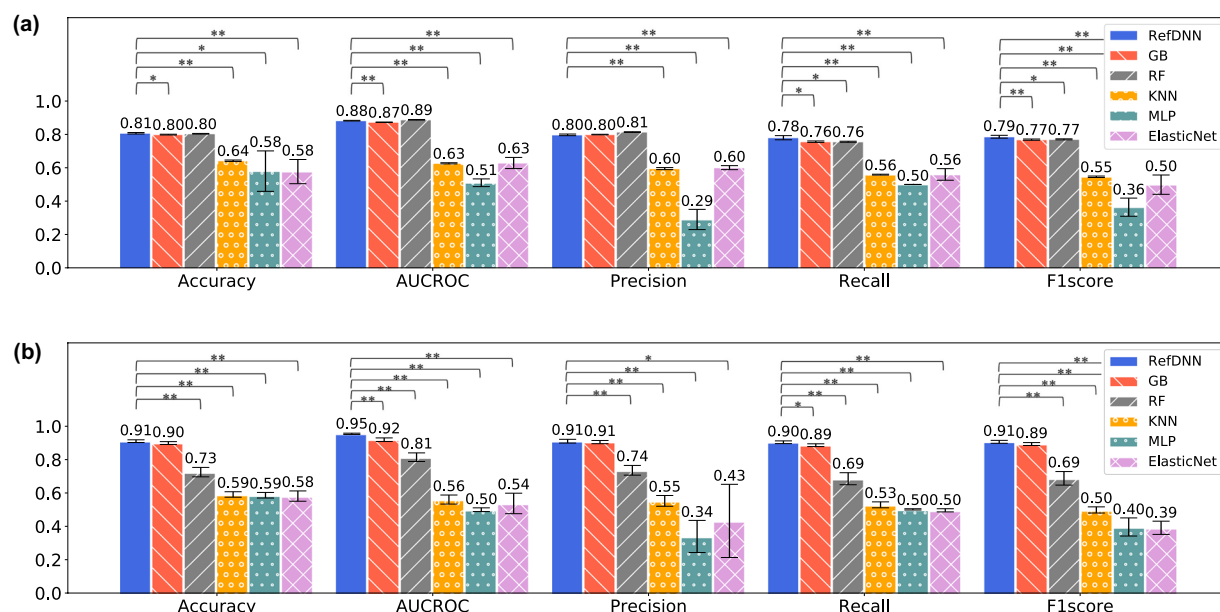 (a)
** ** ** ** **
* ** ** ** **
** ** ** ** **
* ** * *
* **
RefDNN
GB
RF
KNN
MLP
ElasticNet
1.0
0.8
0.6
0.4
0.2
0.0
0.81 0.80 0.80 0.64 0.58 0.58
0.88 0.87 0.89 0.63 0.51 0.63
0.80 0.80 0.81 0.60 0.29 0.60
0.78 0.76 0.76 0.56 0.50 0.56
0.79 0.77 0.77 0.55 0.36 0.50
Accuracy AUCROC Precision Recall F1score
(b)
** ** * ** **
** ** ** ** **
** ** ** ** **
** ** ** ** **
** *
RefDNN
GB
RF
KNN
MLP
ElasticNet
1.0
0.8
0.6
0.4
0.2
0.0
0.91 0.90 0.73 0.59 0.59 0.58
0.95 0.92 0.81 0.56 0.50 0.54
0.91 0.91 0.74 0.55 0.34 0.43
0.90 0.89 0.69 0.53 0.50 0.50
0.91 0.89 0.69 0.50 0.40 0.39
Accuracy AUCROC Precision Recall F1score